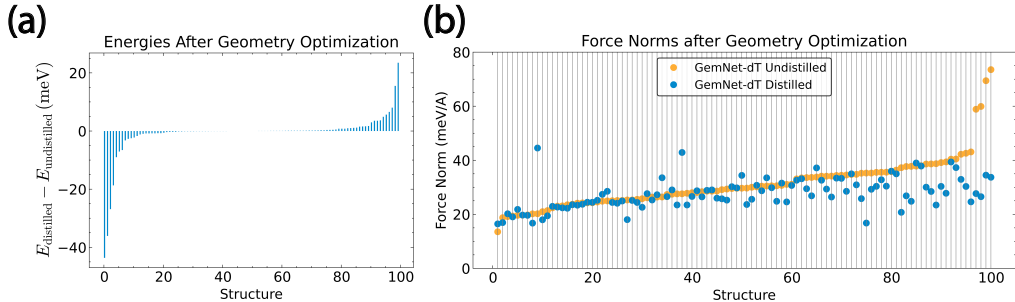 (a)
Energies After Geometry Optimization
E_distilled − E_undistilled (meV)
20
0
−20
−40
0
20
40
60
80
100
Structure
(b)
Force Norms after Geometry Optimization
GemNet-dT Undistilled
GemNet-dT Distilled
Force Norm (meV/A)
80
60
40
20
0
0
20
40
60
80
100
Structure